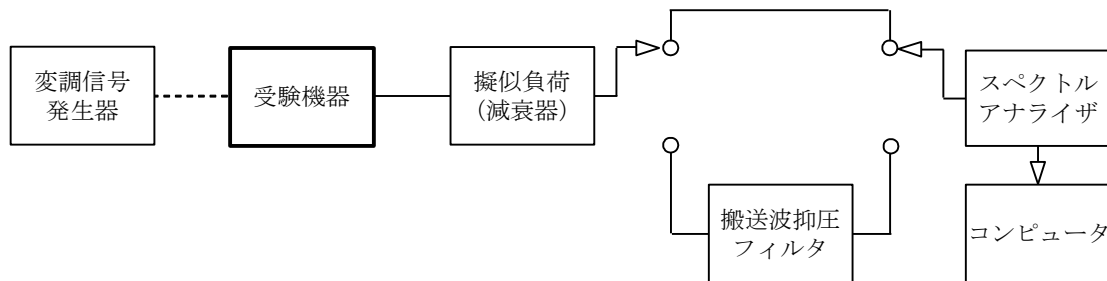 変調信号
発生器
受験機器
擬似負荷
(減衰器)
スペクトル
アナライザ
搬送波抑圧
フィルタ
コンピュータ